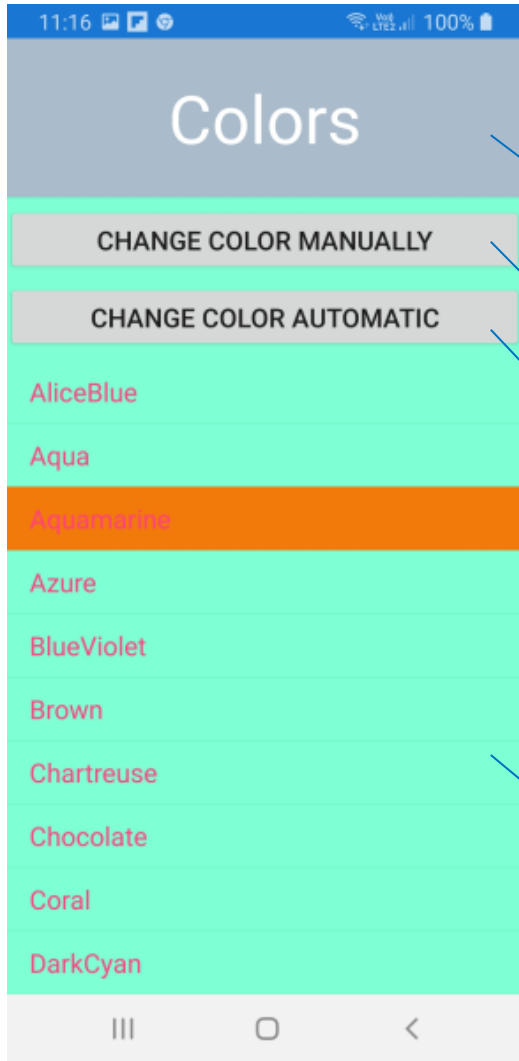 11:16 100%
Colors
CHANGE COLOR MANUALLY
CHANGE COLOR AUTOMATIC
AliceBlue
Aqua
Aquamarine
Azure
BlueViolet
Brown
Chartreuse
Chocolate
Coral
DarkCyan